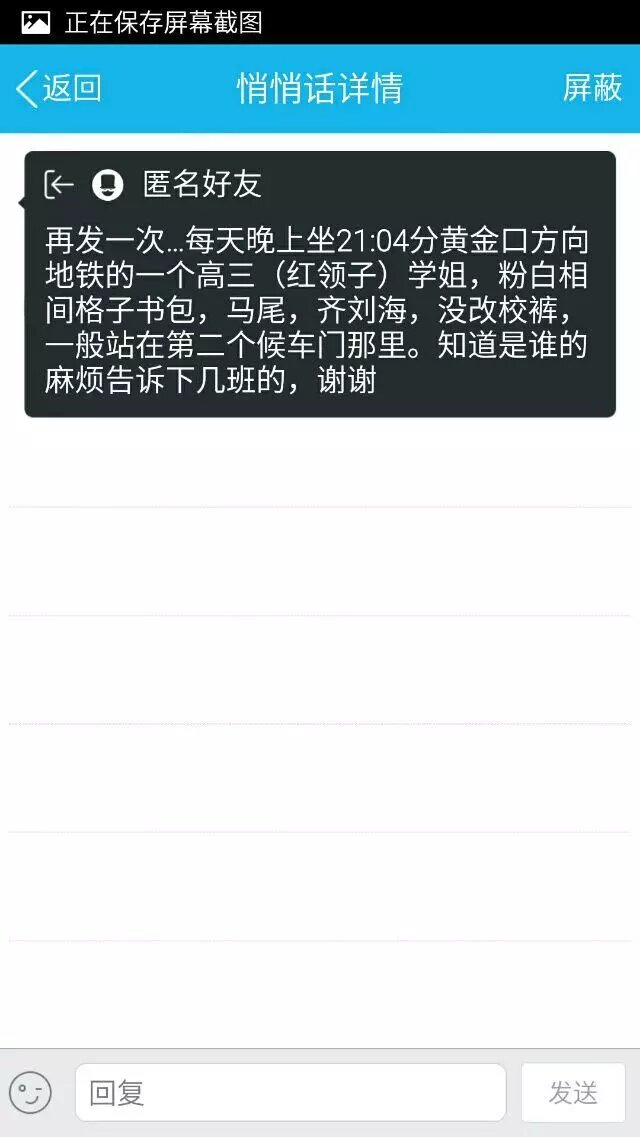 正在保存屏幕截图
返回 悄悄话详情 屏蔽
匿名好友
再发一次...每天晚上坐21:04分黄金口方向
地铁的一个高三（红领子）学姐，粉白相
间格子书包，马尾，齐刘海，没改校裤，
一般站在第二个候车门那里。知道是谁的
麻烦告诉下几班的，谢谢
回复 发送